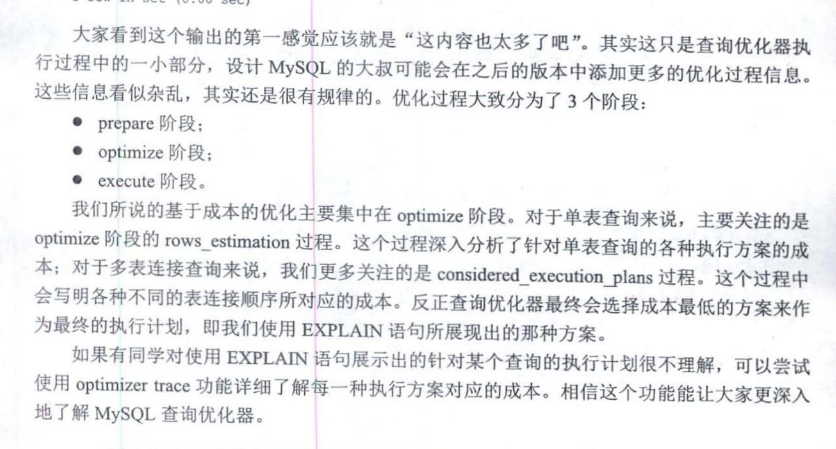 1 row in set (0.00 sec)
大家看到这个输出的第一感觉应该就是“这内容也太多了吧”。其实这只是查询优化器执
行过程中的一小部分，设计 MySQL 的大叔可能会在之后的版本中添加更多的优化过程信息。
这些信息看似杂乱，其实还是很有规律的。优化过程大致分为了 3 个阶段：
● prepare 阶段；
● optimize 阶段；
● execute 阶段。
我们所说的基于成本的优化主要集中在 optimize 阶段。对于单表查询来说，主要关注的是
optimize 阶段的 rows_estimation 过程。这个过程深入分析了针对单表查询的各种执行方案的成
本；对于多表连接查询来说，我们更多关注的是 considered_execution_plans 过程。这个过程中
会写明各种不同的表连接顺序所对应的成本。反正查询优化器最终会选择成本最低的方案来作
为最终的执行计划，即我们使用 EXPLAIN 语句所展现出的那种方案。
如果有同学对使用 EXPLAIN 语句展示出的针对某个查询的执行计划很不理解，可以尝试
使用 optimizer trace 功能详细了解每一种执行方案对应的成本。相信这个功能能让大家更深入
地了解 MySQL 查询优化器。